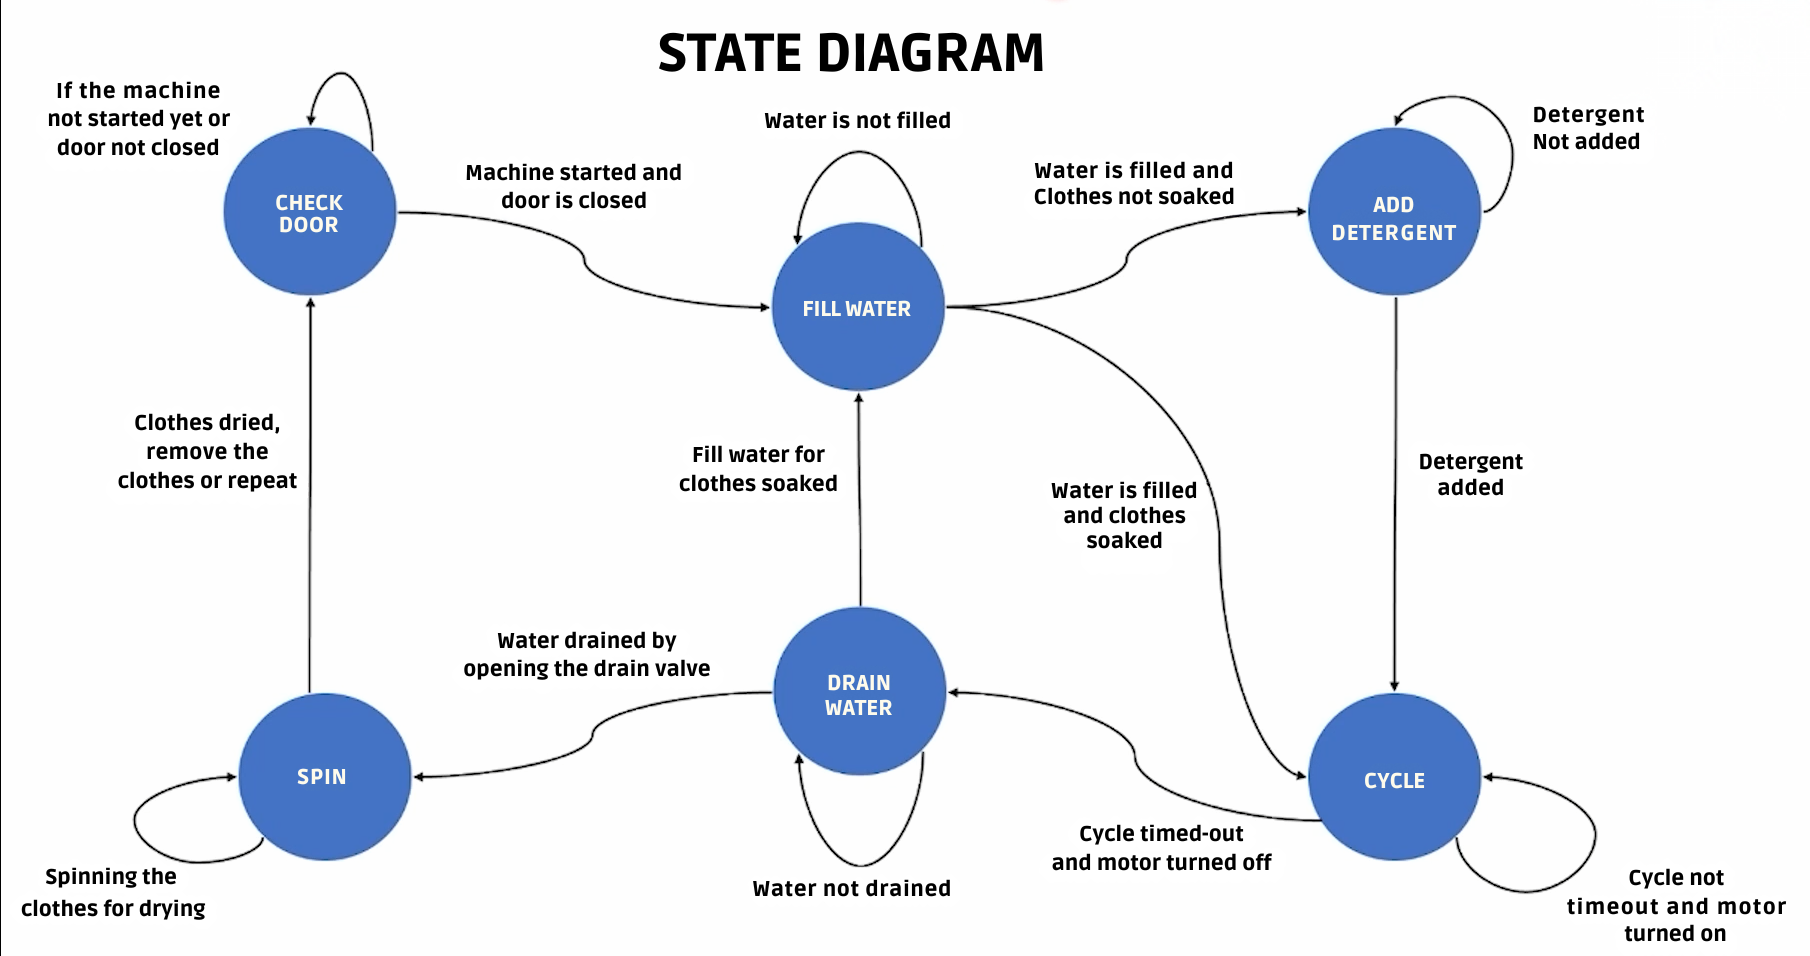 STATE DIAGRAM
If the machine
not started yet or
door not closed
CHECK
DOOR
Machine started and
door is closed
Water is not filled
FILL WATER
Water is filled and
Clothes not soaked
Detergent
Not added
ADD
DETERGENT
Clothes dried,
remove the
clothes or repeat
Fill water for
clothes soaked
Water is filled
and clothes
soaked
Detergent
added
Water drained by
opening the drain valve
DRAIN
WATER
SPIN
CYCLE
Spinning the
clothes for drying
Water not drained
Cycle timed-out
and motor turned off
Cycle not
timeout and motor
turned on